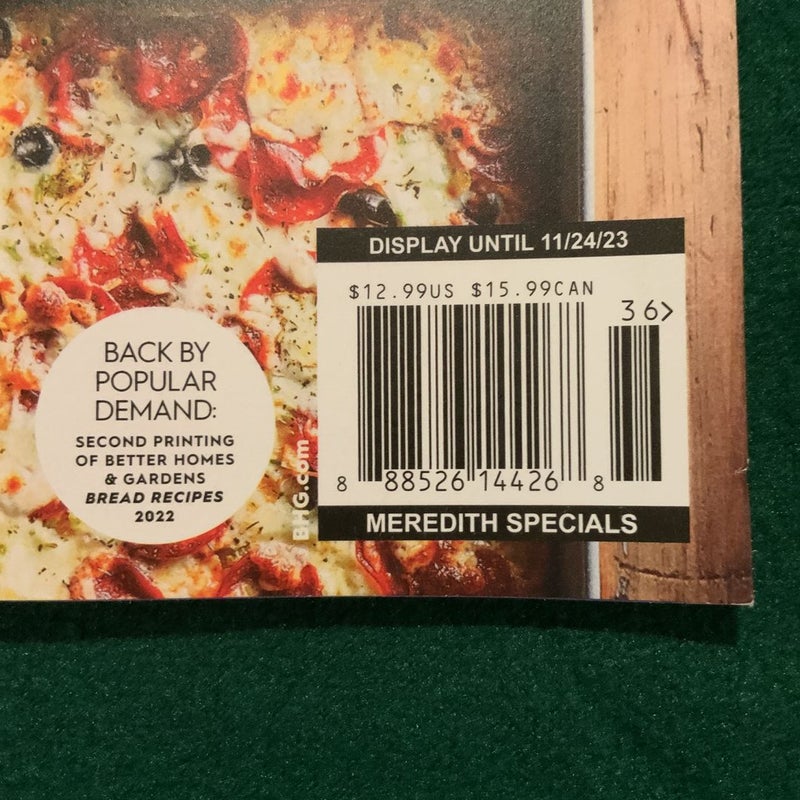 DISPLAY UNTIL 11/24/23
$12.99US $15.99CAN
36>
8 88526 14426 8
MEREDITH SPECIALS
BHG.com
BACK BY
POPULAR
DEMAND:
SECOND PRINTING
OF BETTER HOMES
& GARDENS
BREAD RECIPES
2022